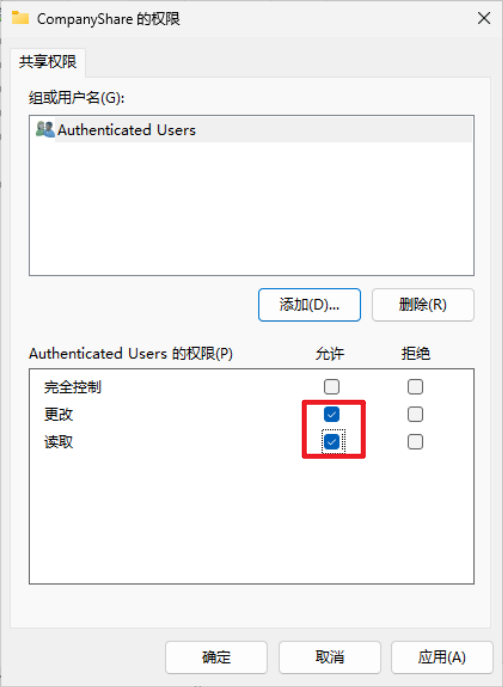 CompanyShare 的权限
共享权限
组或用户名(G):
Authenticated Users
添加(D)...
删除(R)
Authenticated Users 的权限(P)
允许
拒绝
完全控制
更改
读取
确定
取消
应用(A)